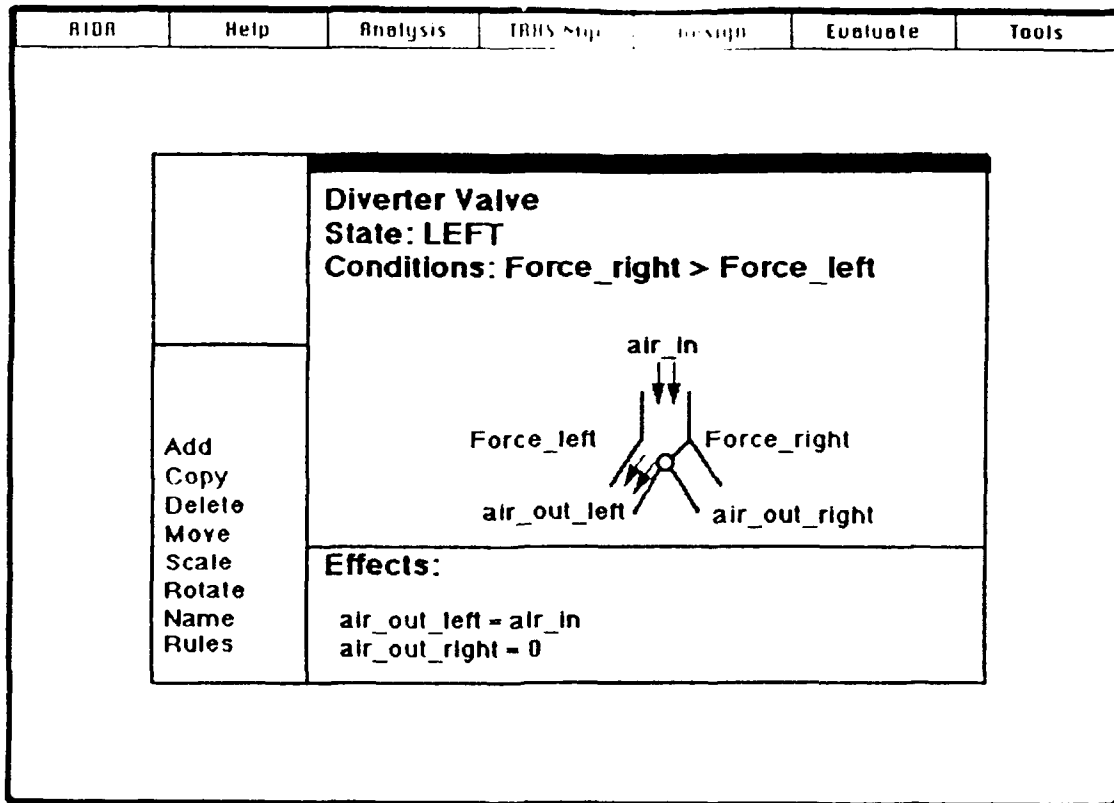 AIDA Help Analysis Evaluate Tools
Diverter Valve
State: LEFT
Conditions: Force_right > Force_left
air_in
Force_left Force_right
air_out_left air_out_right
Add
Copy
Delete
Move
Scale
Rotate
Name
Rules
Effects:
air_out_left = air_in
air_out_right = 0